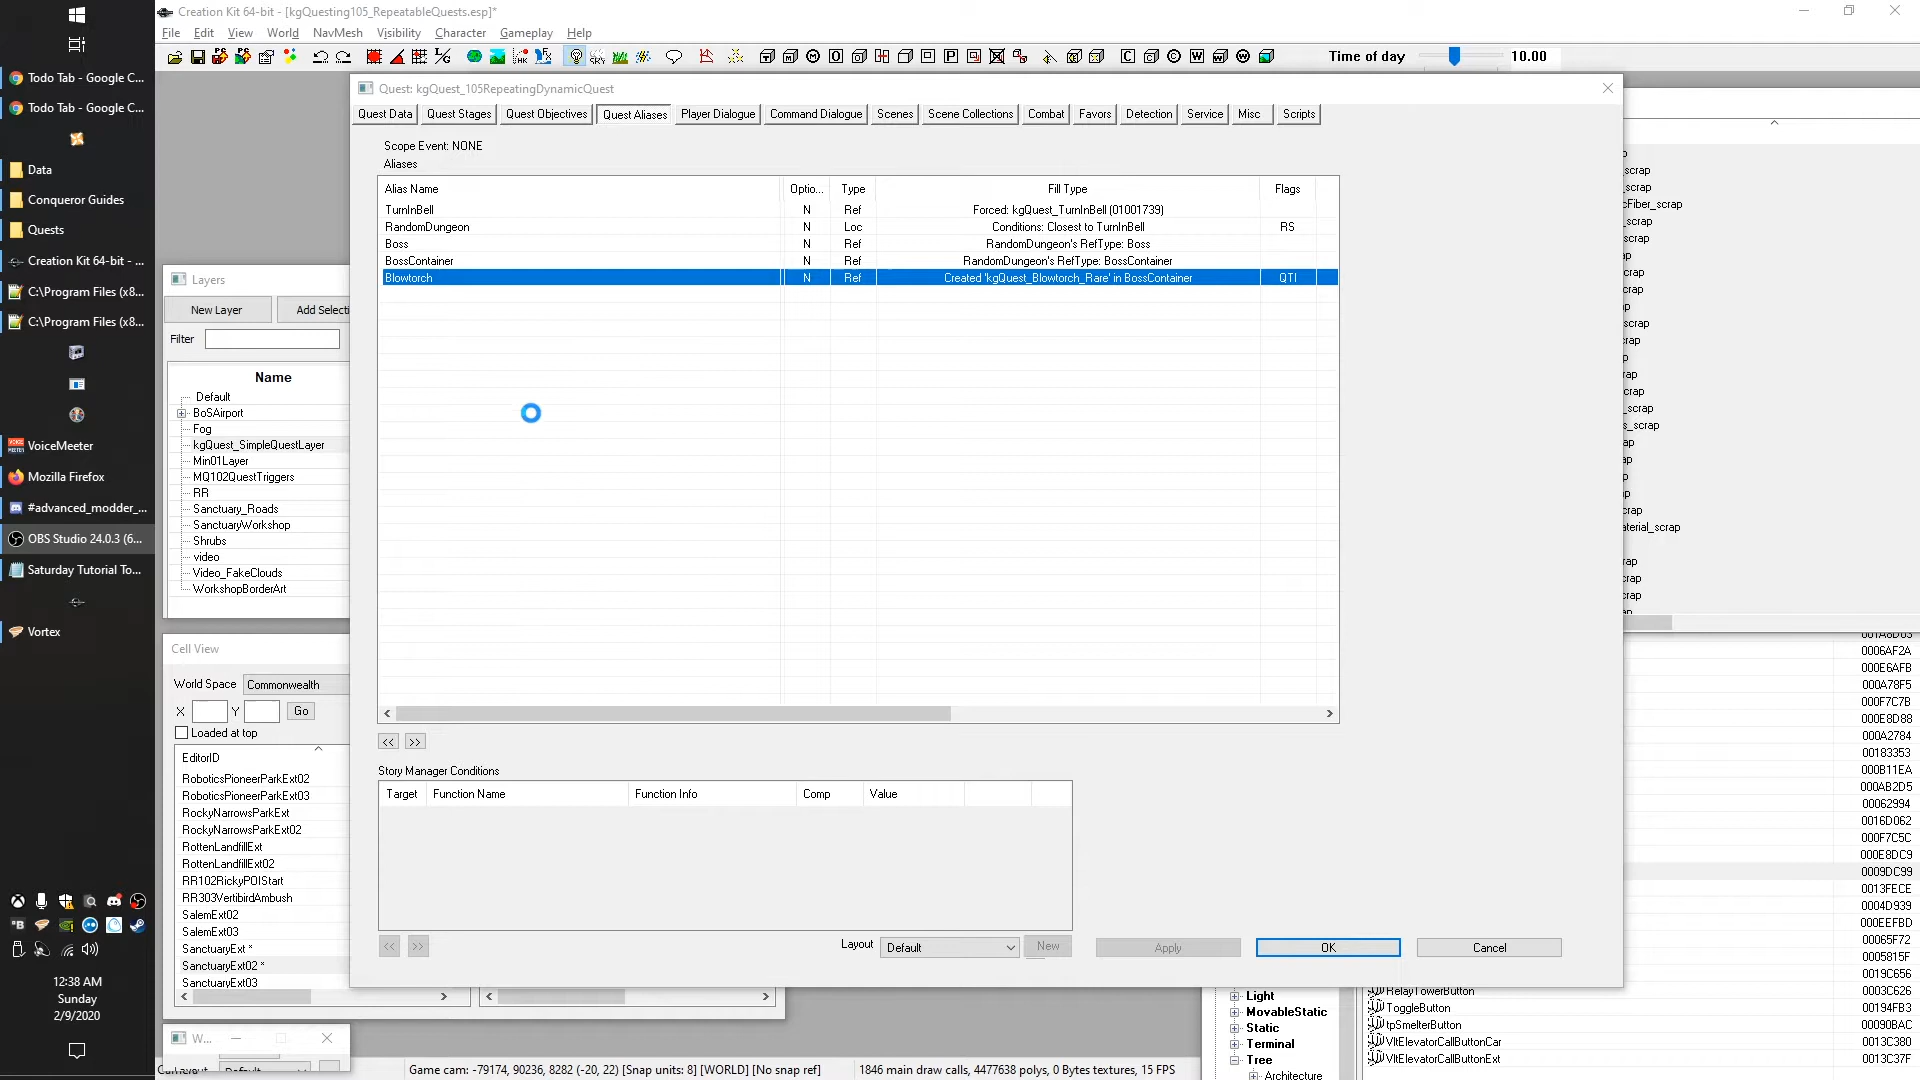 Creation Kit 64-bit - [kgQuesting105_RepeatableQuests.esp]*
File Edit View World NavMesh Visibility Character Gameplay Help
Time of day 10.00
Todo Tab - Google C...
Todo Tab - Google C...
Data
Conqueror Guides
Quests
Creation Kit 64-bit - ...
C:\Program Files (x8...
C:\Program Files (x8...
VoiceMeeter
Mozilla Firefox
#advanced_modder_...
OBS Studio 24.0.3 (6...
Saturday Tutorial To...
Vortex
12:38 AM
Sunday
2/9/2020
Layers
New Layer Add Selecti
Filter
Name
Default
BoSAirport
Fog
kgQuest_SimpleQuestLayer
Min01Layer
MQ102QuestTriggers
RR
Sanctuary_Roads
SanctuaryWorkshop
Shrubs
video
Video_FakeClouds
WorkshopBorderArt
Cell View
World Space Commonwealth
X Y Go
Loaded at top
EditorID
RoboticsPioneerParkExt02
RoboticsPioneerParkExt03
RockyNarrowsParkExt
RockyNarrowsParkExt02
RottenLandfillExt
RottenLandfillExt02
RR102RickyPOIStart
RR303VertibirdAmbush
SalemExt02
SalemExt03
SanctuaryExt *
SanctuaryExt02 *
SanctuaryExt03
W...
Quest: kgQuest_105RepeatingDynamicQuest
Quest Data Quest Stages Quest Objectives Quest Aliases Player Dialogue Command Dialogue Scenes Scene Collections Combat Favors Detection Service Misc Scripts
Scope Event: NONE
Aliases
Alias Name Optio... Type Fill Type Flags
TurnInBell N Ref Forced: kgQuest_TurnInBell (01001739)
RandomDungeon N Loc Conditions: Closest to TurnInBell RS
Boss N Ref RandomDungeon's RefType: Boss
BossContainer N Ref RandomDungeon's RefType: BossContainer
Blowtorch N Ref Created 'kgQuest_Blowtorch_Rare' in BossContainer QTI
<< >>
Story Manager Conditions
Target Function Name Function Info Comp Value
<< >>
Layout Default New Apply OK Cancel
_scrap
cFiber_scrap
aterial_scrap
0006AF2A
000E6AFB
000A78F5
000F7C7B
000E8D88
000A2784
00183353
000B11EA
000AB2D5
00062994
0016D062
000F7C5C
000E8DC9
0009DC99
0013FECE
0004D939
000EEFBD
00065F72
0005815F
0019C656
RelayTowerButton 0003C626
ToggleButton 00194FB3
tpSmelterButton 00090BAC
VltElevatorCallButtonCar 0013C380
VltElevatorCallButtonExt 0013C37F
Light
MovableStatic
Static
Terminal
Tree
Architecture
Game cam: -79174, 90236, 8282 (-20, 22) [Snap units: 8] [WORLD] [No snap ref] 1846 main draw calls, 4477638 polys, 0 Bytes textures, 15 FPS